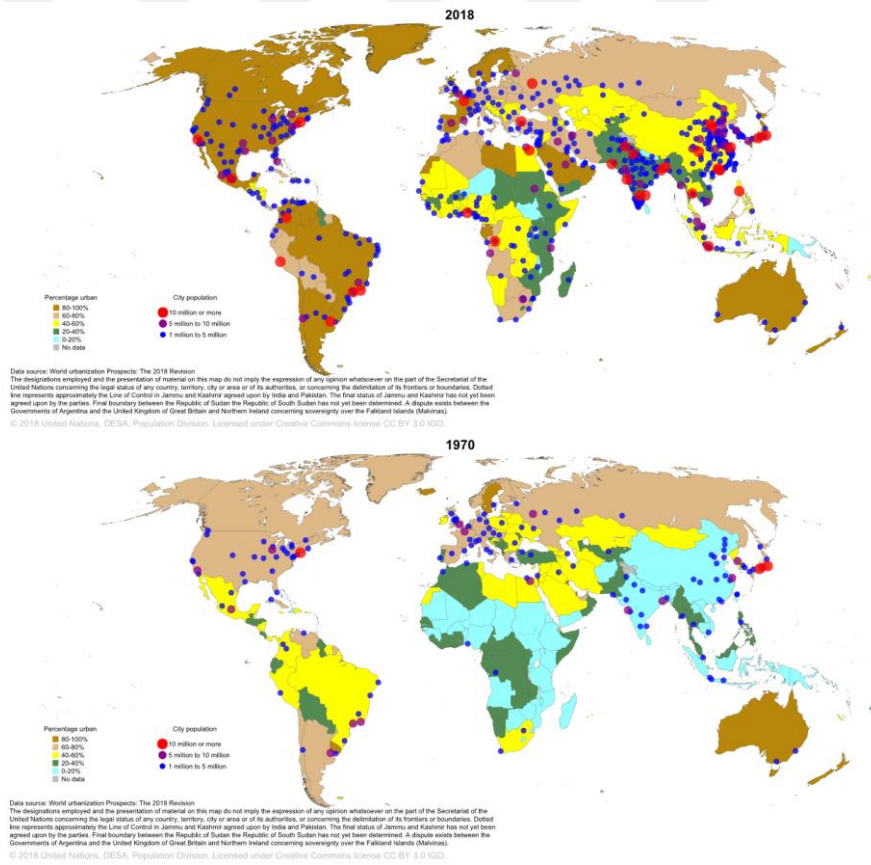 2018
Percentage urban
80-100%
60-80%
40-60%
20-40%
0-20%
No data
City population
10 million or more
5 million to 10 million
1 million to 5 million
Data source: World urbanization Prospects: The 2018 Revision
The designations employed and the presentation of material on this map do not imply the expression of any opinion whatsoever on the part of the Secretariat of the
United Nations concerning the legal status of any country, territory, city or area or of its authorities, or concerning the delimitation of its frontiers or boundaries. Dotted
line represents approximately the Line of Control in Jammu and Kashmir agreed upon by India and Pakistan. The final status of Jammu and Kashmir has not yet been
agreed upon by the parties. Final boundary between the Republic of Sudan the Republic of South Sudan has not yet been determined. A dispute exists between the
Governments of Argentina and the United Kingdom of Great Britain and Northern Ireland concerning sovereignty over the Falkland Islands (Malvinas).
© 2018 United Nations, DESA, Population Division. Licensed under Creative Commons license CC BY 3.0 IGO.
1970
Percentage urban
80-100%
60-80%
40-60%
20-40%
0-20%
No data
City population
10 million or more
5 million to 10 million
1 million to 5 million
Data source: World urbanization Prospects: The 2018 Revision
The designations employed and the presentation of material on this map do not imply the expression of any opinion whatsoever on the part of the Secretariat of the
United Nations concerning the legal status of any country, territory, city or area or of its authorities, or concerning the delimitation of its frontiers or boundaries. Dotted
line represents approximately the Line of Control in Jammu and Kashmir agreed upon by India and Pakistan. The final status of Jammu and Kashmir has not yet been
agreed upon by the parties. Final boundary between the Republic of Sudan the Republic of South Sudan has not yet been determined. A dispute exists between the
Governments of Argentina and the United Kingdom of Great Britain and Northern Ireland concerning sovereignty over the Falkland Islands (Malvinas).
© 2018 United Nations, DESA, Population Division. Licensed under Creative Commons license CC BY 3.0 IGO.